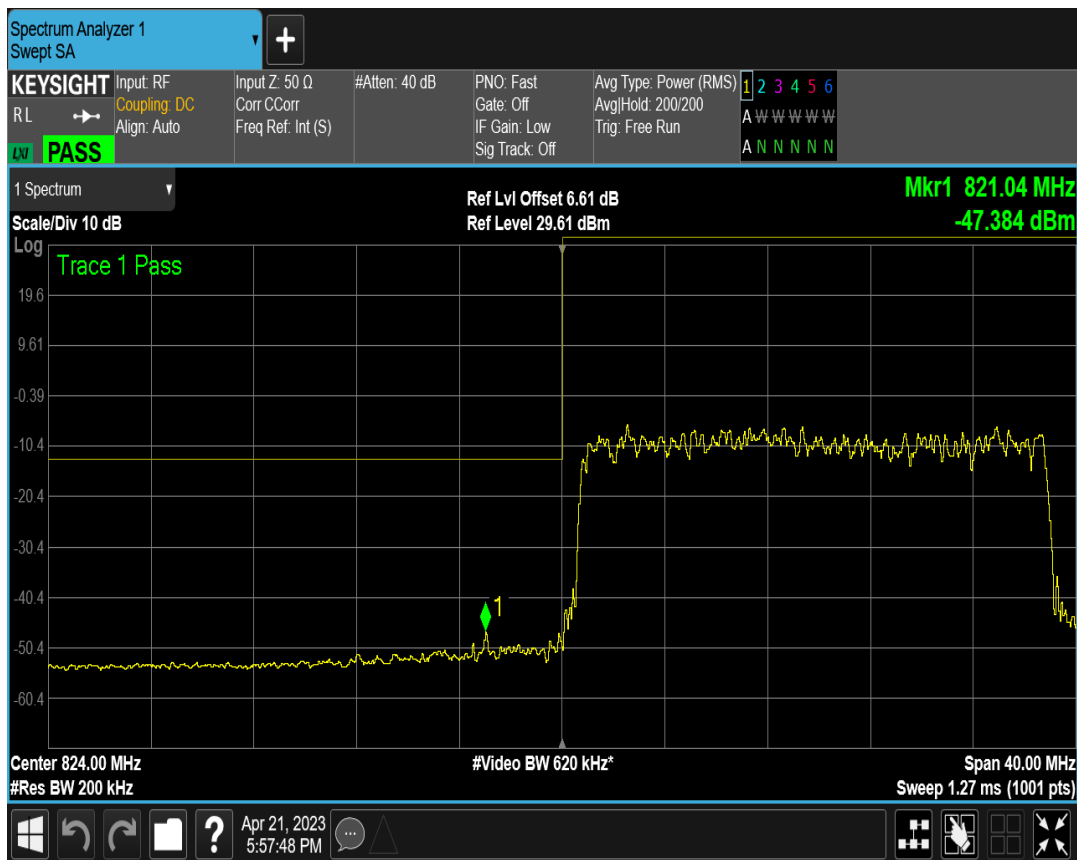 Spectrum Analyzer 1
Swept SA
+
KEYSIGHT
R L
LXI
PASS
Input: RF
Coupling: DC
Align: Auto
Input Z: 50 Ω
Corr CCorr
Freq Ref: Int (S)
#Atten: 40 dB
PNO: Fast
Gate: Off
IF Gain: Low
Sig Track: Off
Avg Type: Power (RMS)
Avg|Hold: 200/200
Trig: Free Run
1 2 3 4 5 6
A W W W W W
A N N N N N
1 Spectrum
Scale/Div 10 dB
Ref Lvl Offset 6.61 dB
Ref Level 29.61 dBm
Mkr1 821.04 MHz
-47.384 dBm
Log
Trace 1 Pass
19.6
9.61
-0.39
-10.4
-20.4
-30.4
-40.4
1
-50.4
-60.4
Center 824.00 MHz
#Res BW 200 kHz
#Video BW 620 kHz*
Span 40.00 MHz
Sweep 1.27 ms (1001 pts)
?
Apr 21, 2023
5:57:48 PM